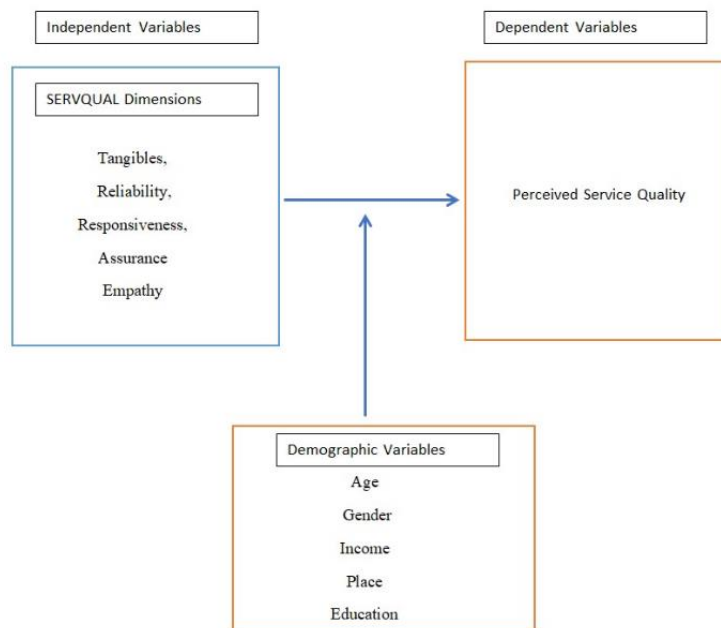 Independent Variables
Dependent Variables
SERVQUAL Dimensions
Tangibles,
Reliability,
Responsiveness,
Assurance
Empathy
Perceived Service Quality
Demographic Variables
Age
Gender
Income
Place
Education